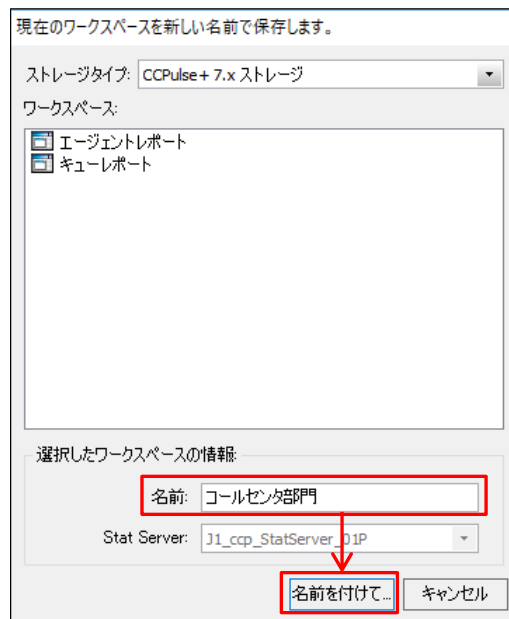 現在のワークスペースを新しい名前で保存します。
ストレージタイプ: CCPulse+ 7.x ストレージ
ワークスペース:
エージェントレポート
キューレポート
選択したワークスペースの情報:
名前: コールセンタ部門
Stat Server: J1_ccp_StatServer_01P
名前を付けて... キャンセル